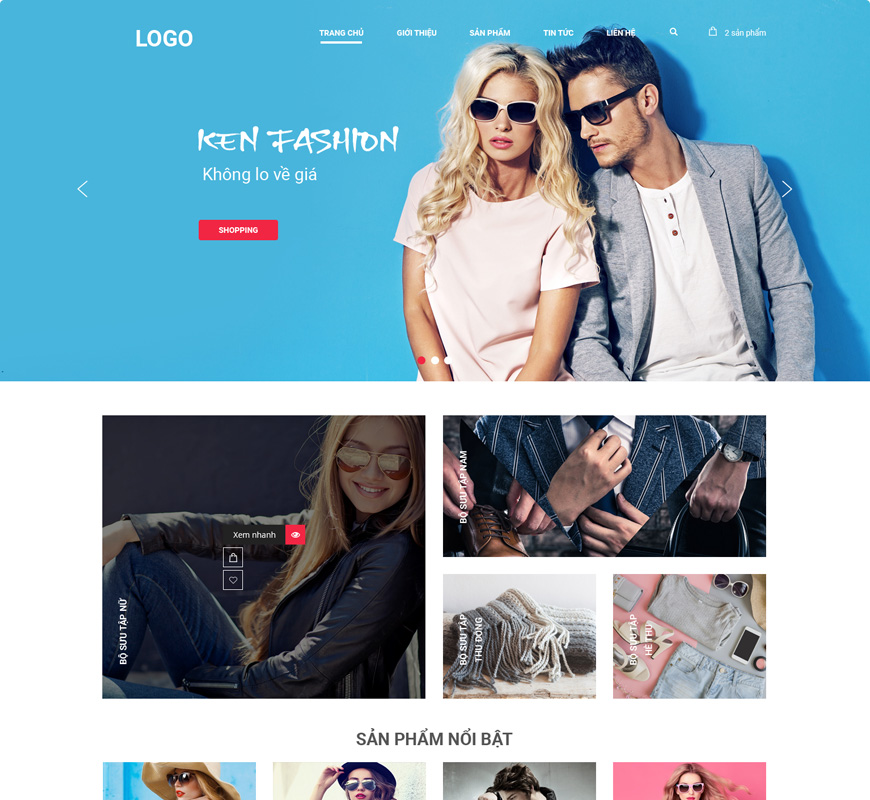 LOGO
TRANG CHỦ
GIỚI THIỆU
SẢN PHẨM
TIN TỨC
LIÊN HỆ
2 sản phẩm
KEN FASHION
Không lo về giá
SHOPPING
BỘ SƯU TẬP NỮ
Xem nhanh
BỘ SƯU TẬP NAM
BỘ SƯU TẬP
THU ĐÔNG
BỘ SƯU TẬP
HÈ THU
SẢN PHẨM NỔI BẬT